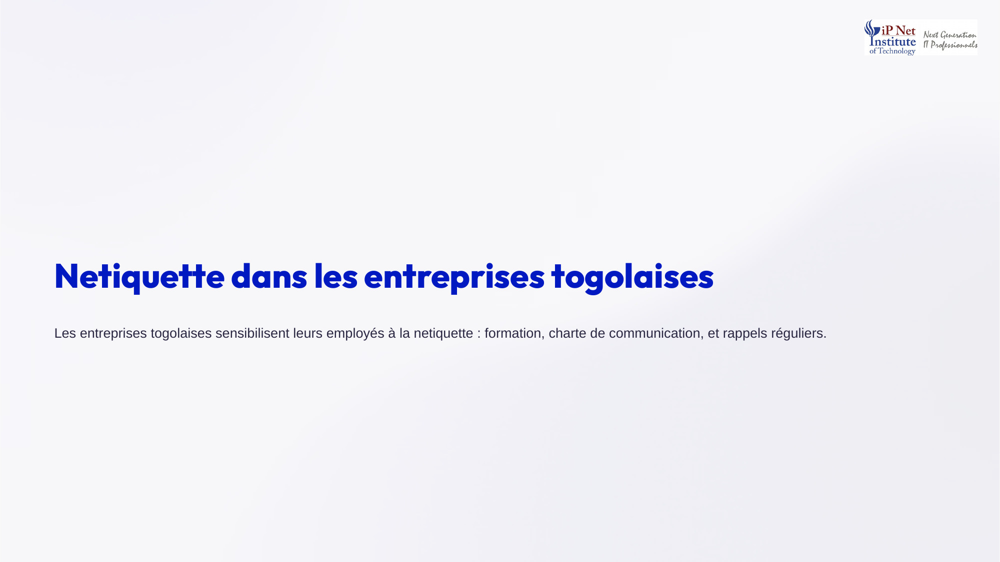 iP Net
Institute
of Technology
Next Generation
IT Professionnels
Netiquette dans les entreprises togolaises
Les entreprises togolaises sensibilisent leurs employés à la netiquette : formation, charte de communication, et rappels réguliers.